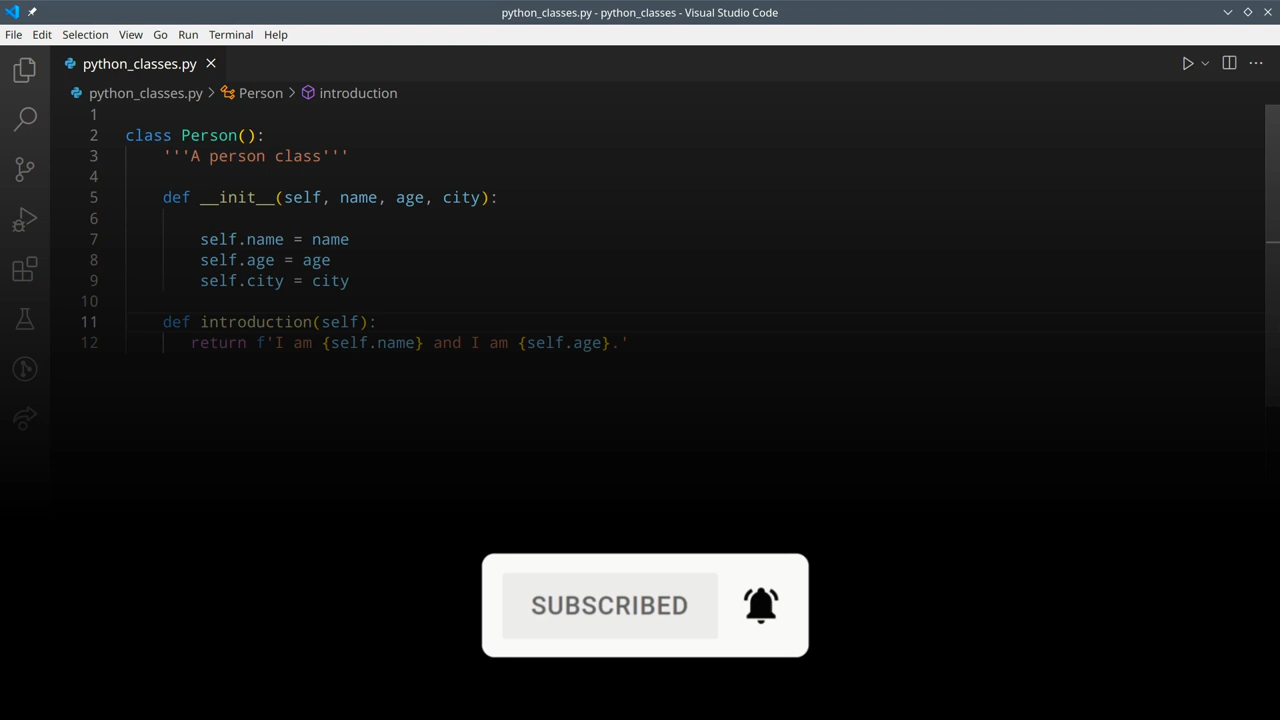 python_classes.py - python_classes - Visual Studio Code
File Edit Selection View Go Run Terminal Help
python_classes.py
python_classes.py > Person > introduction
1
2 class Person():
3 '''A person class'''
4
5 def __init__(self, name, age, city):
6
7 self.name = name
8 self.age = age
9 self.city = city
10
11 def introduction(self):
12 return f'I am {self.name} and I am {self.age}.'
SUBSCRIBED